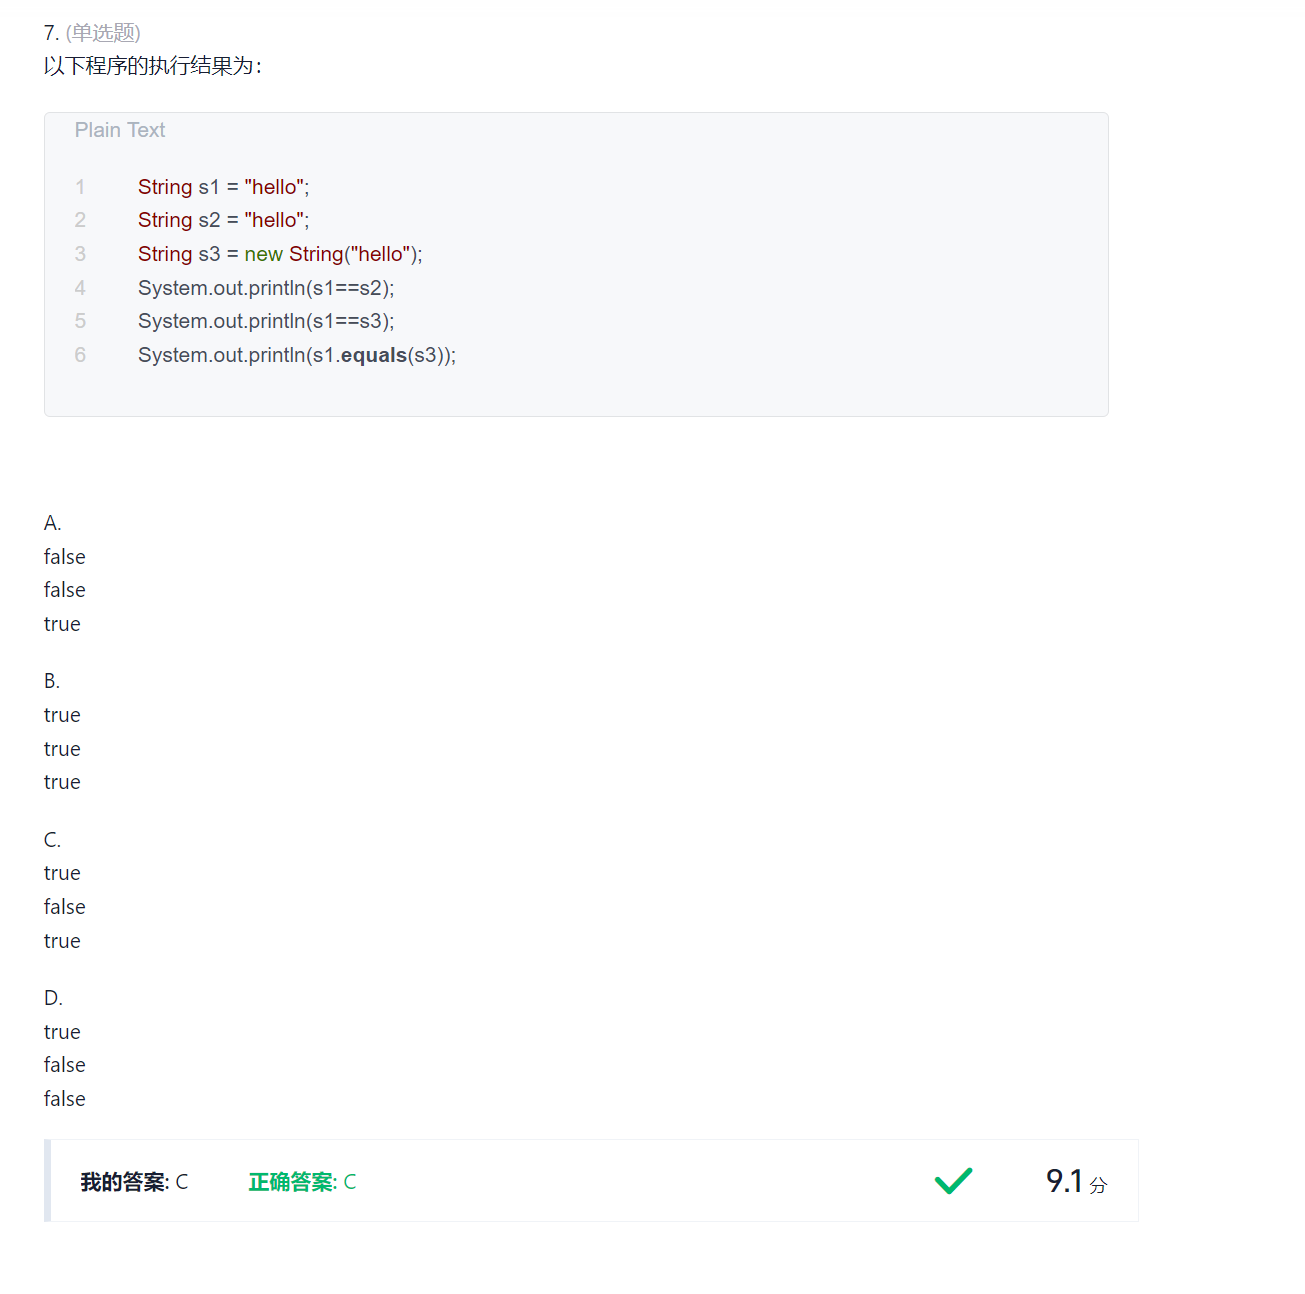 7. (单选题)
以下程序的执行结果为：
Plain Text
1 String s1 = "hello";
2 String s2 = "hello";
3 String s3 = new String("hello");
4 System.out.println(s1==s2);
5 System.out.println(s1==s3);
6 System.out.println(s1.equals(s3));
A.
false
false
true
B.
true
true
true
C.
true
false
true
D.
true
false
false
我的答案: C 正确答案: C 9.1 分